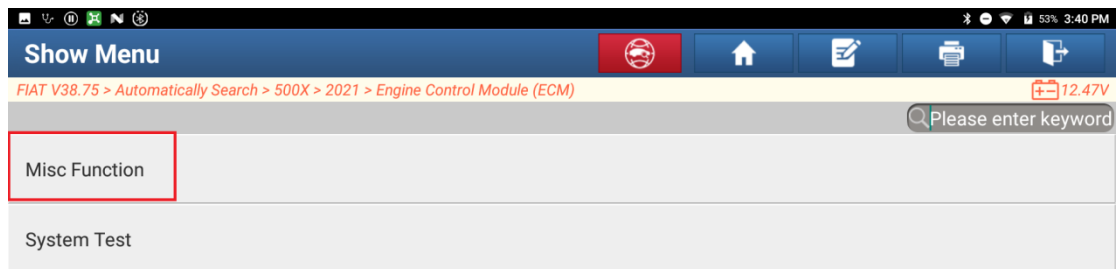 53% 3:40 PM
Show Menu
FIAT V38.75 > Automatically Search > 500X > 2021 > Engine Control Module (ECM)
12.47V
Please enter keyword
Misc Function
System Test